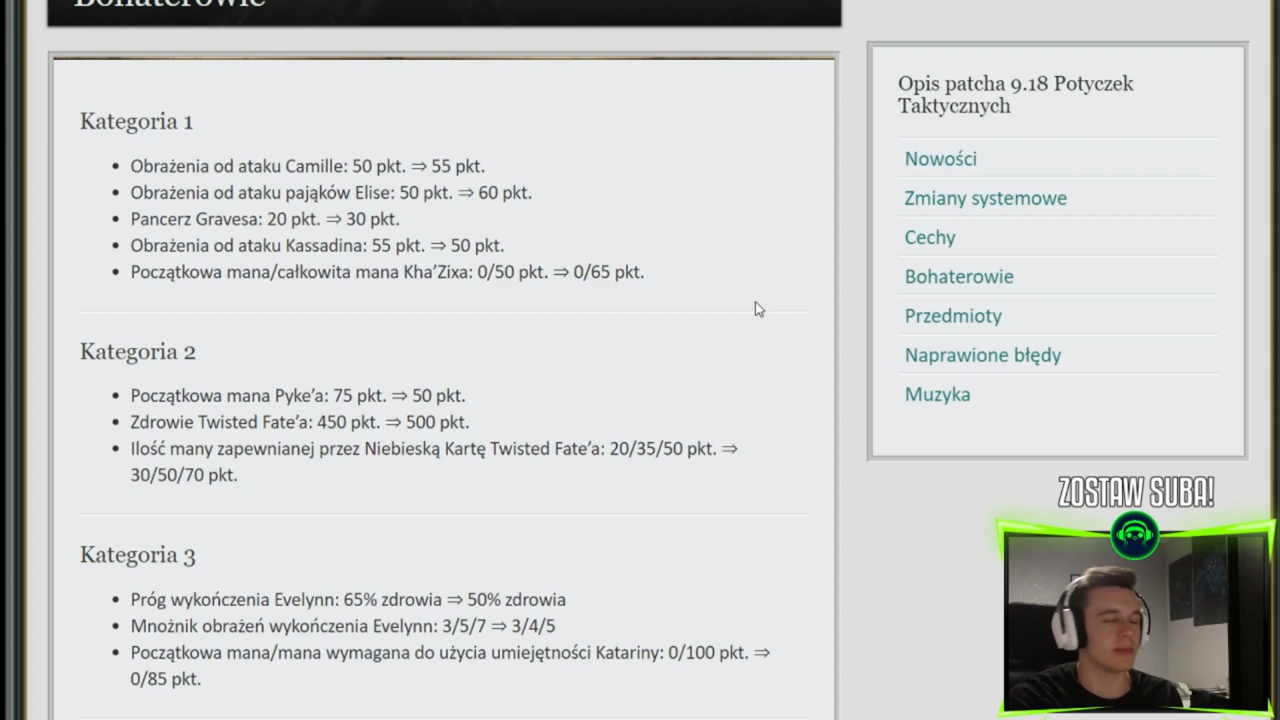 Bohaterowie
Kategoria 1
• Obrażenia od ataku Camille: 50 pkt. ⇒ 55 pkt.
• Obrażenia od ataku pająków Elise: 50 pkt. ⇒ 60 pkt.
• Pancerz Gravesa: 20 pkt. ⇒ 30 pkt.
• Obrażenia od ataku Kassadina: 55 pkt. ⇒ 50 pkt.
• Początkowa mana/całkowita mana Kha’Zixa: 0/50 pkt. ⇒ 0/65 pkt.
Kategoria 2
• Początkowa mana Pyke’a: 75 pkt. ⇒ 50 pkt.
• Zdrowie Twisted Fate’a: 450 pkt. ⇒ 500 pkt.
• Ilość many zapewnianej przez Niebieską Kartę Twisted Fate’a: 20/35/50 pkt. ⇒
30/50/70 pkt.
Kategoria 3
• Próg wykończenia Evelynn: 65% zdrowia ⇒ 50% zdrowia
• Mnożnik obrażeń wykończenia Evelynn: 3/5/7 ⇒ 3/4/5
• Początkowa mana/mana wymagana do użycia umiejętności Katariny: 0/100 pkt. ⇒
0/85 pkt.
Opis patcha 9.18 Potyczek
Taktycznych
Nowości
Zmiany systemowe
Cechy
Bohaterowie
Przedmioty
Naprawione błędy
Muzyka
ZOSTAW SUBA!